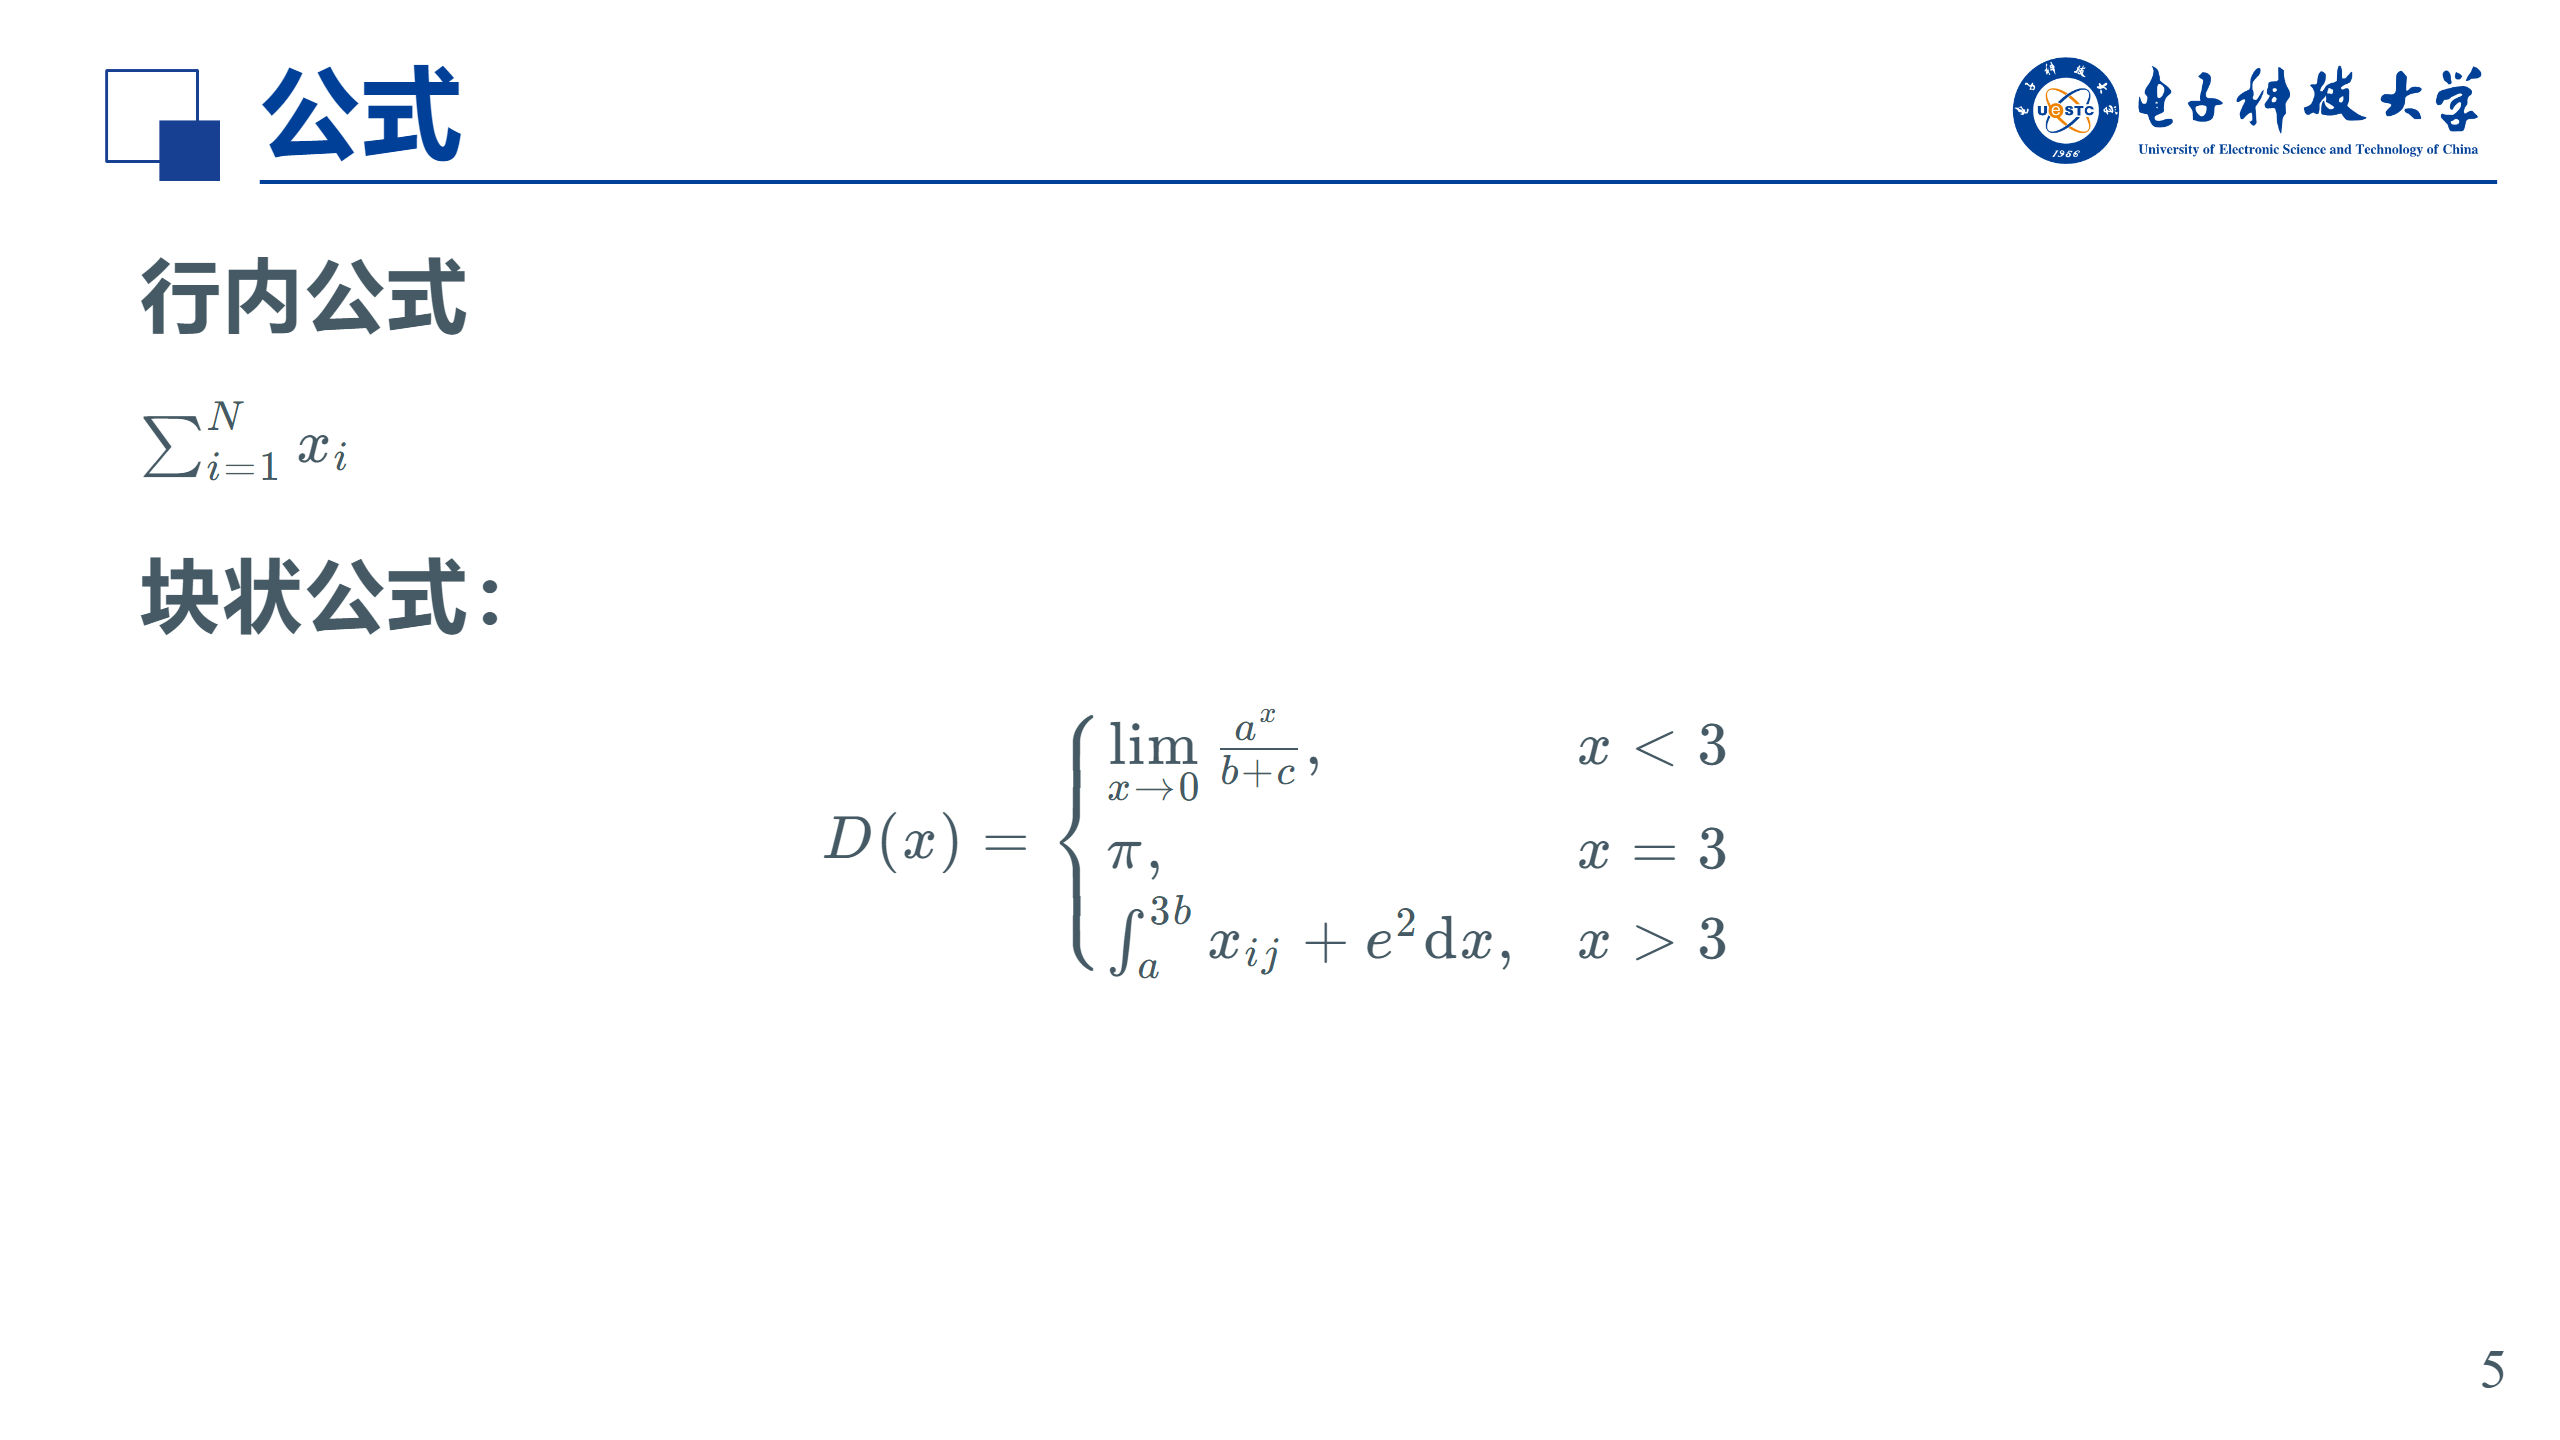 公式
电子科技大学
University of Electronic Science and Technology of China
UeSTC
1956
行内公式
$\sum_{i=1}^{N} x_i$
块状公式：
$D(x) = \begin{cases} \lim\limits_{x \to 0} \frac{a^x}{b+c}, & x < 3 \\ \pi, & x = 3 \\ \int_a^{3b} x_{ij} + e^2 \mathrm{d}x, & x > 3 \end{cases}$
5